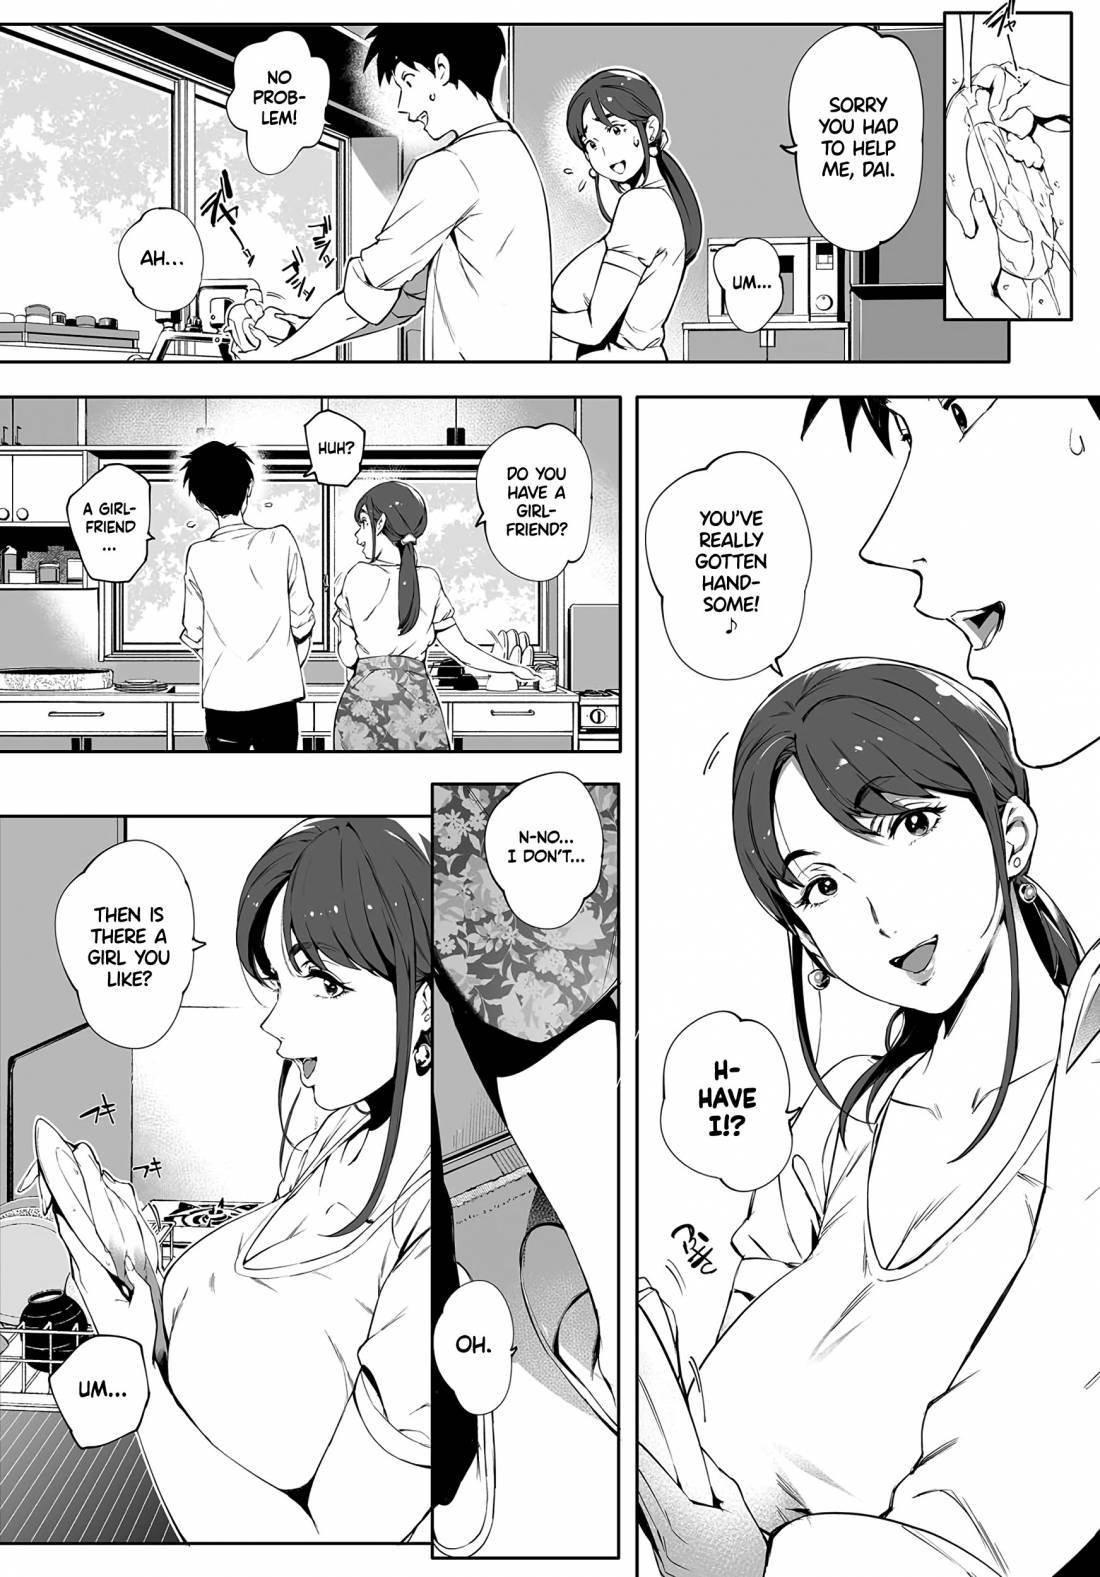 SORRY
YOU HAD
TO HELP
ME, DAI.
UM...
NO
PROB-
LEM!
AH...
YOU'VE
REALLY
GOTTEN
HAND-
SOME!
♪
H-
HAVE
I!?
DO YOU
HAVE A
GIRL-
FRIEND?
HUH?
A GIRL-
FRIEND
...
N-NO...
I DON'T...
OH.
THEN IS
THERE A
GIRL YOU
LIKE?
フキ
フキ
UM...